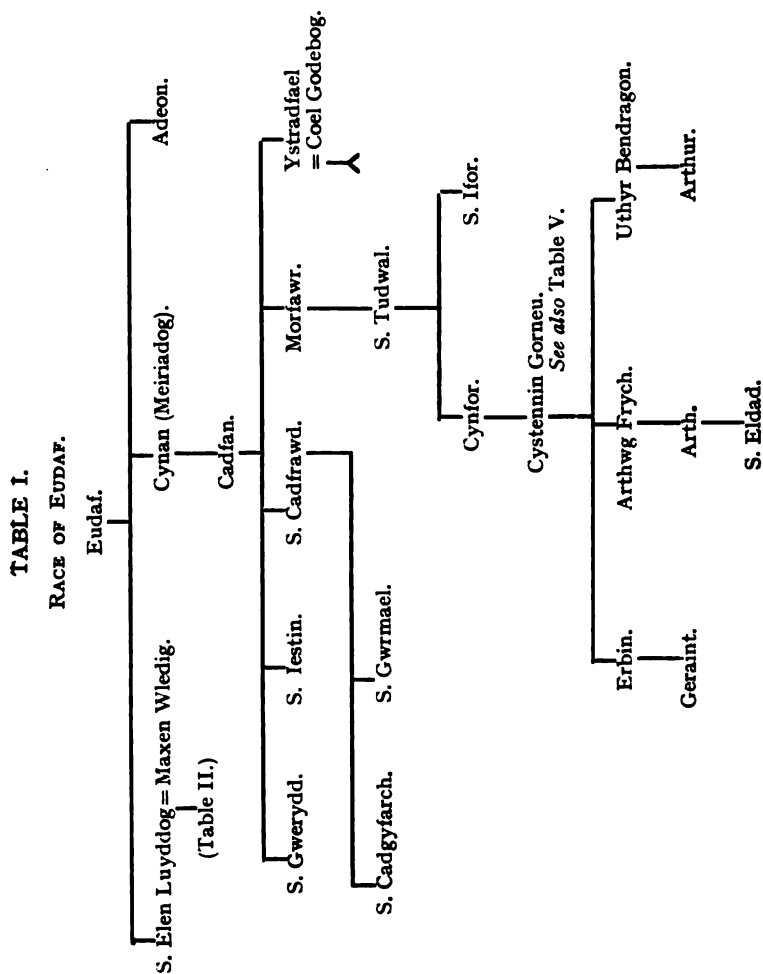 TABLE I.
RACE OF EUDAF.
Eudaf.
S. Elen Luyddog = Maxen Wledig.
(Table II.)
Cynan (Meiriadog).
Adeon.
Cadfan.
S. Gwerydd.
S. Iestin.
S. Cadfrawd.
Morfawr.
Ystradfael
= Coel Godebog.
S. Cadgyfarch.
S. Gwrmael.
S. Tudwal.
Cynfor.
S. Ifor.
Cystennin Gorneu.
See also Table V.
Erbin.
Arthwg Frych.
Uthyr Bendragon.
Geraint.
Arth.
Arthur.
S. Eldad.